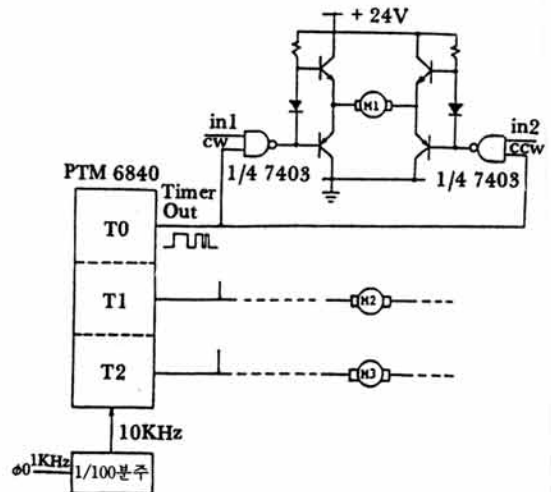 + 24V
M1
in1
CW
in2
CCW
1/4 7403
1/4 7403
PTM 6840
Timer
Out
T0
T1
M2
T2
M3
10KHz
ø0 1KHz
1/100분주